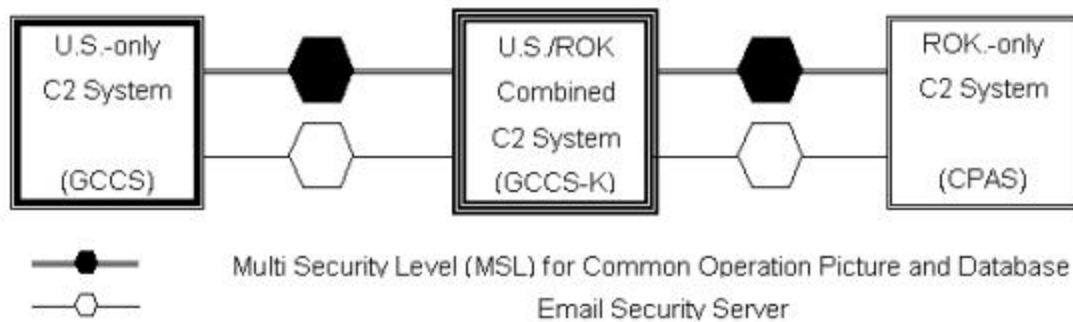 U.S.-only
C2 System
(GCCS)
U.S./ROK
Combined
C2 System
(GCCS-K)
ROK.-only
C2 System
(CPAS)
Multi Security Level (MSL) for Common Operation Picture and Database
Email Security Server